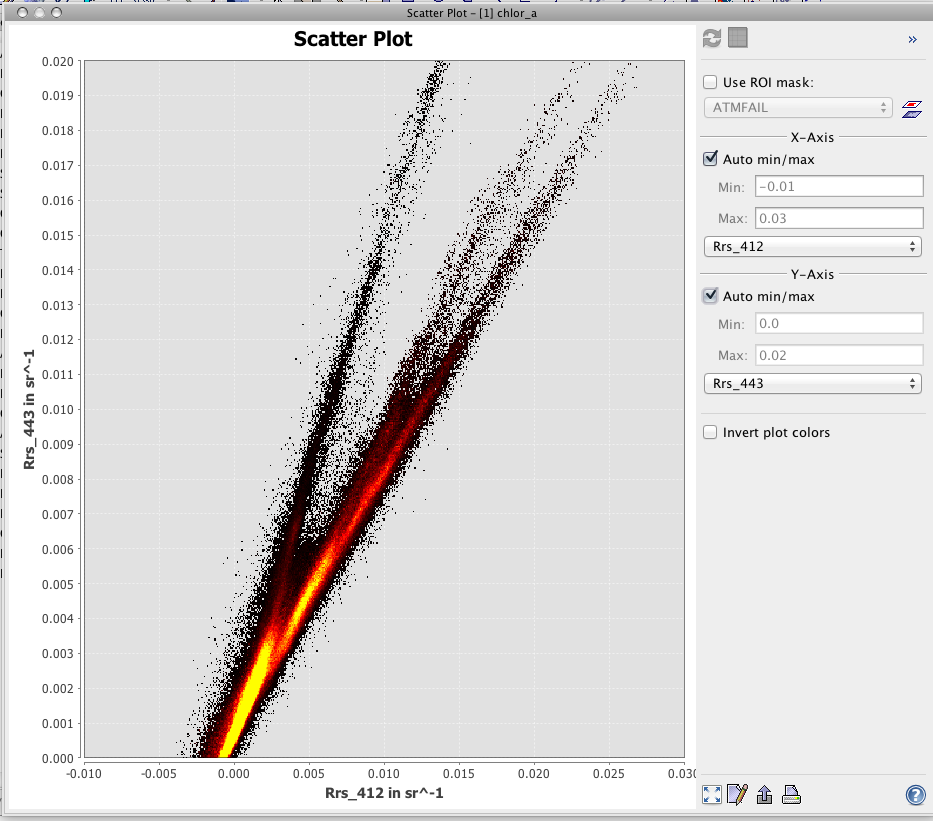 Scatter Plot - [1] chlor_a
Scatter Plot
0.020
0.019
0.018
0.017
0.016
0.015
0.014
0.013
0.012
0.011
0.010
0.009
0.008
0.007
0.006
0.005
0.004
0.003
0.002
0.001
0.000
Rrs_443 in sr^-1
-0.010
-0.005
0.000
0.005
0.010
0.015
0.020
0.025
0.030
Rrs_412 in sr^-1
»
Use ROI mask:
ATMFAIL
X-Axis
Auto min/max
Min: -0.01
Max: 0.03
Rrs_412
Y-Axis
Auto min/max
Min: 0.0
Max: 0.02
Rrs_443
Invert plot colors
?